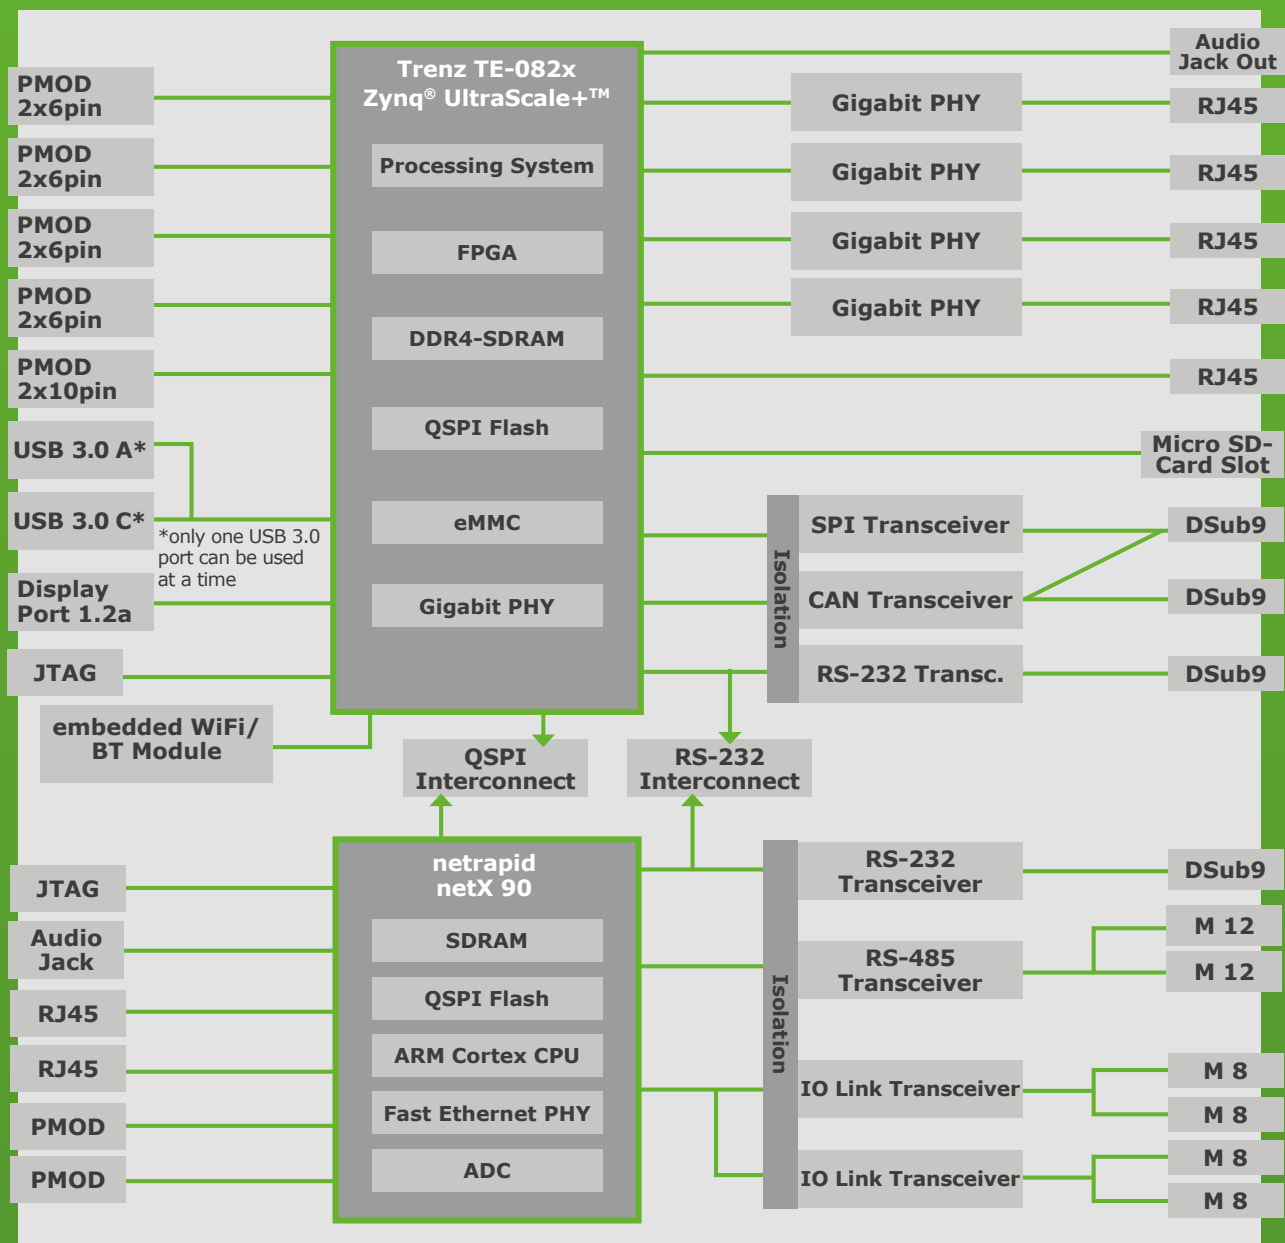 Trenz TE-082x
Zynq® UltraScale+™
Processing System
FPGA
DDR4-SDRAM
QSPI Flash
eMMC
Gigabit PHY
PMOD
2x6pin
PMOD
2x6pin
PMOD
2x6pin
PMOD
2x6pin
PMOD
2x10pin
USB 3.0 A*
USB 3.0 C*
*only one USB 3.0
port can be used
at a time
Display
Port 1.2a
JTAG
embedded WiFi/
BT Module
Audio
Jack Out
Gigabit PHY
RJ45
Gigabit PHY
RJ45
Gigabit PHY
RJ45
Gigabit PHY
RJ45
RJ45
Micro SD-
Card Slot
Isolation
SPI Transceiver
DSub9
CAN Transceiver
DSub9
RS-232 Transc.
DSub9
QSPI
Interconnect
RS-232
Interconnect
netrapid
netX 90
SDRAM
QSPI Flash
ARM Cortex CPU
Fast Ethernet PHY
ADC
JTAG
Audio
Jack
RJ45
RJ45
PMOD
PMOD
Isolation
RS-232
Transceiver
DSub9
RS-485
Transceiver
M 12
M 12
IO Link Transceiver
M 8
M 8
IO Link Transceiver
M 8
M 8